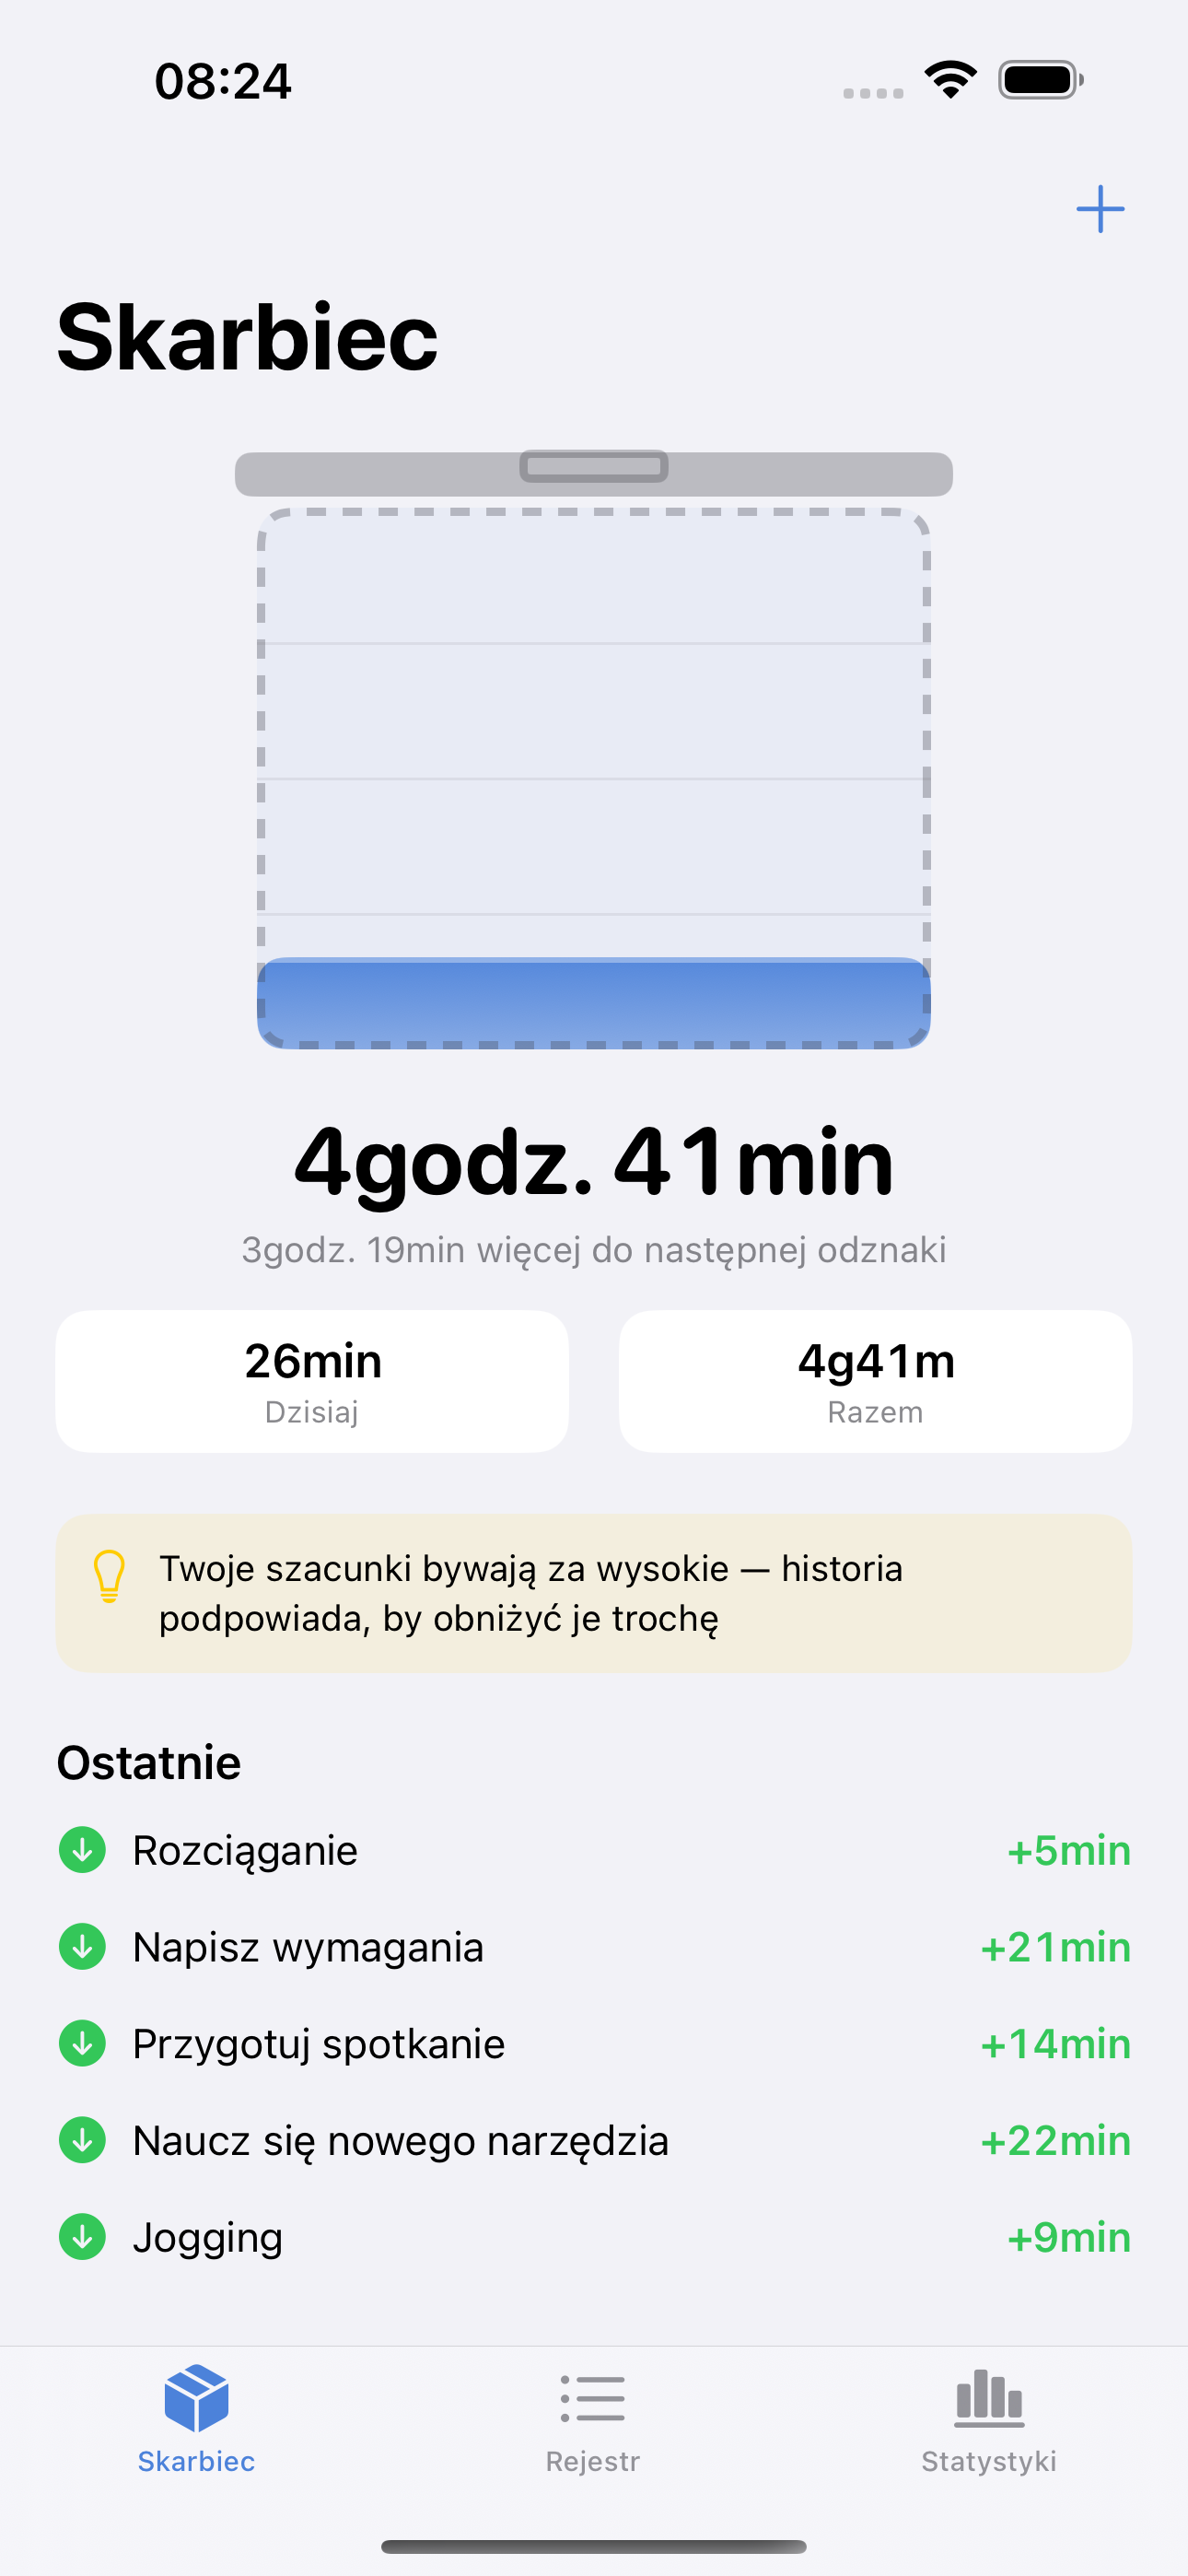 08:24
Skarbiec
4godz. 41min
3godz. 19min więcej do następnej odznaki
26min
Dzisiaj
4g41m
Razem
Twoje szacunki bywają za wysokie — historia
podpowiada, by obniżyć je trochę
Ostatnie
Rozciąganie +5min
Napisz wymagania +21min
Przygotuj spotkanie +14min
Naucz się nowego narzędzia +22min
Jogging +9min
Skarbiec Rejestr Statystyki